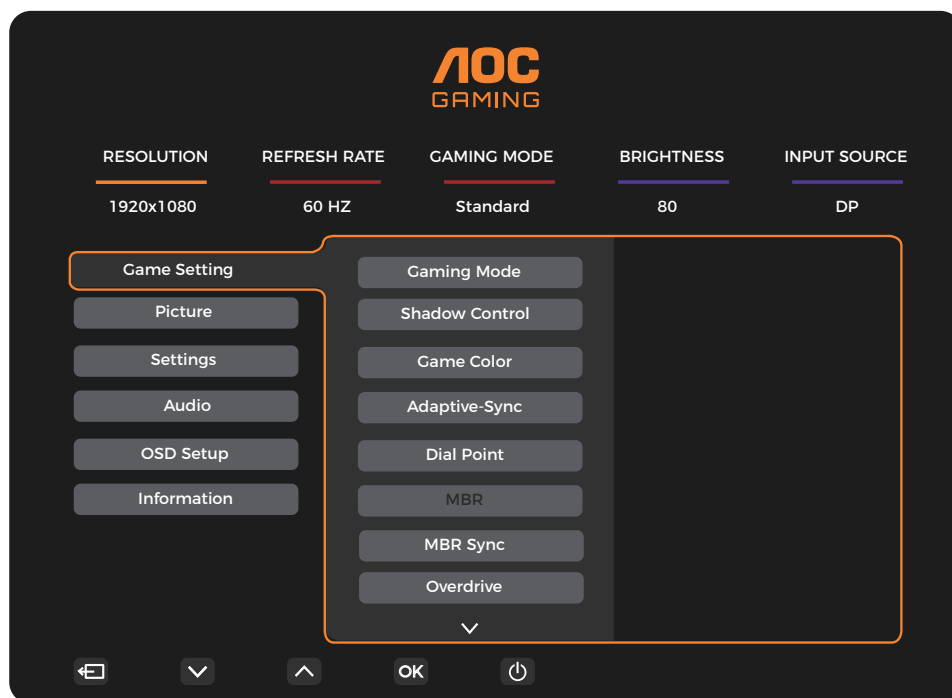 AOC
GAMING
RESOLUTION REFRESH RATE GAMING MODE BRIGHTNESS INPUT SOURCE
1920x1080 60 HZ Standard 80 DP
Game Setting
Picture
Settings
Audio
OSD Setup
Information
Gaming Mode
Shadow Control
Game Color
Adaptive-Sync
Dial Point
MBR
MBR Sync
Overdrive
OK